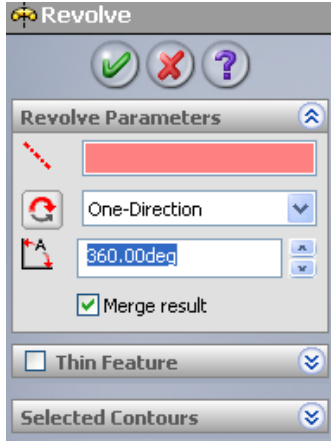 Revolve
?
Revolve Parameters
One-Direction
A
360.00deg
Merge result
Thin Feature
Selected Contours